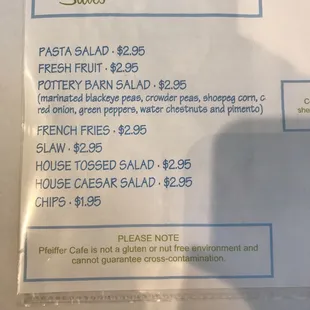 Sides
PASTA SALAD · $2.95
FRESH FRUIT · $2.95
POTTERY BARN SALAD · $2.95
(marinated blackeye peas, crowder peas, shoepeg corn, c
red onion, green peppers, water chestnuts and pimento)
FRENCH FRIES · $2.95
SLAW · $2.95
HOUSE TOSSED SALAD · $2.95
HOUSE CAESAR SALAD · $2.95
CHIPS · $1.95
PLEASE NOTE
Pfeiffer Cafe is not a gluten or nut free environment and
cannot guarantee cross-contamination.